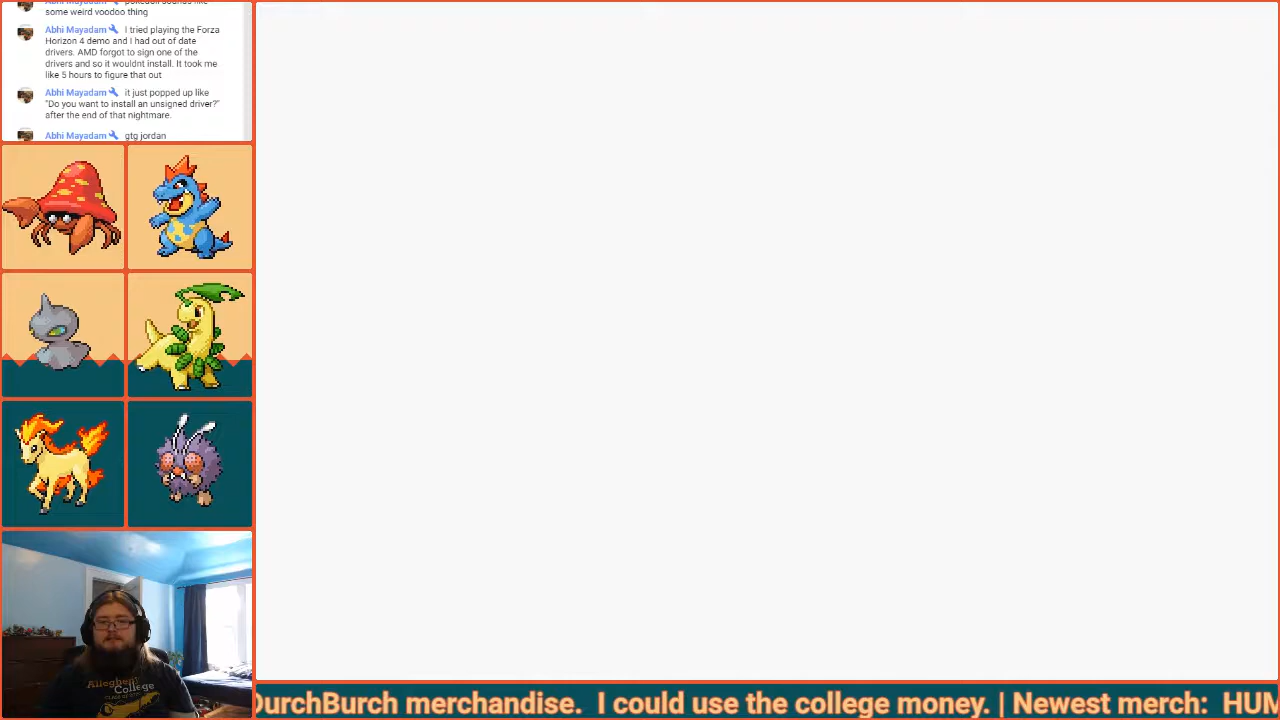 some weird voodoo thing
Abhi Mayadam I tried playing the Forza
Horizon 4 demo and I had out of date
drivers. AMD forgot to sign one of the
drivers and so it wouldnt install. It took me
like 5 hours to figure that out
Abhi Mayadam it just popped up like
"Do you want to install an unsigned driver?"
after the end of that nightmare.
Abhi Mayadam gtg jordan
Allegheny
College
DurchBurch merchandise. I could use the college money. | Newest merch: HUM